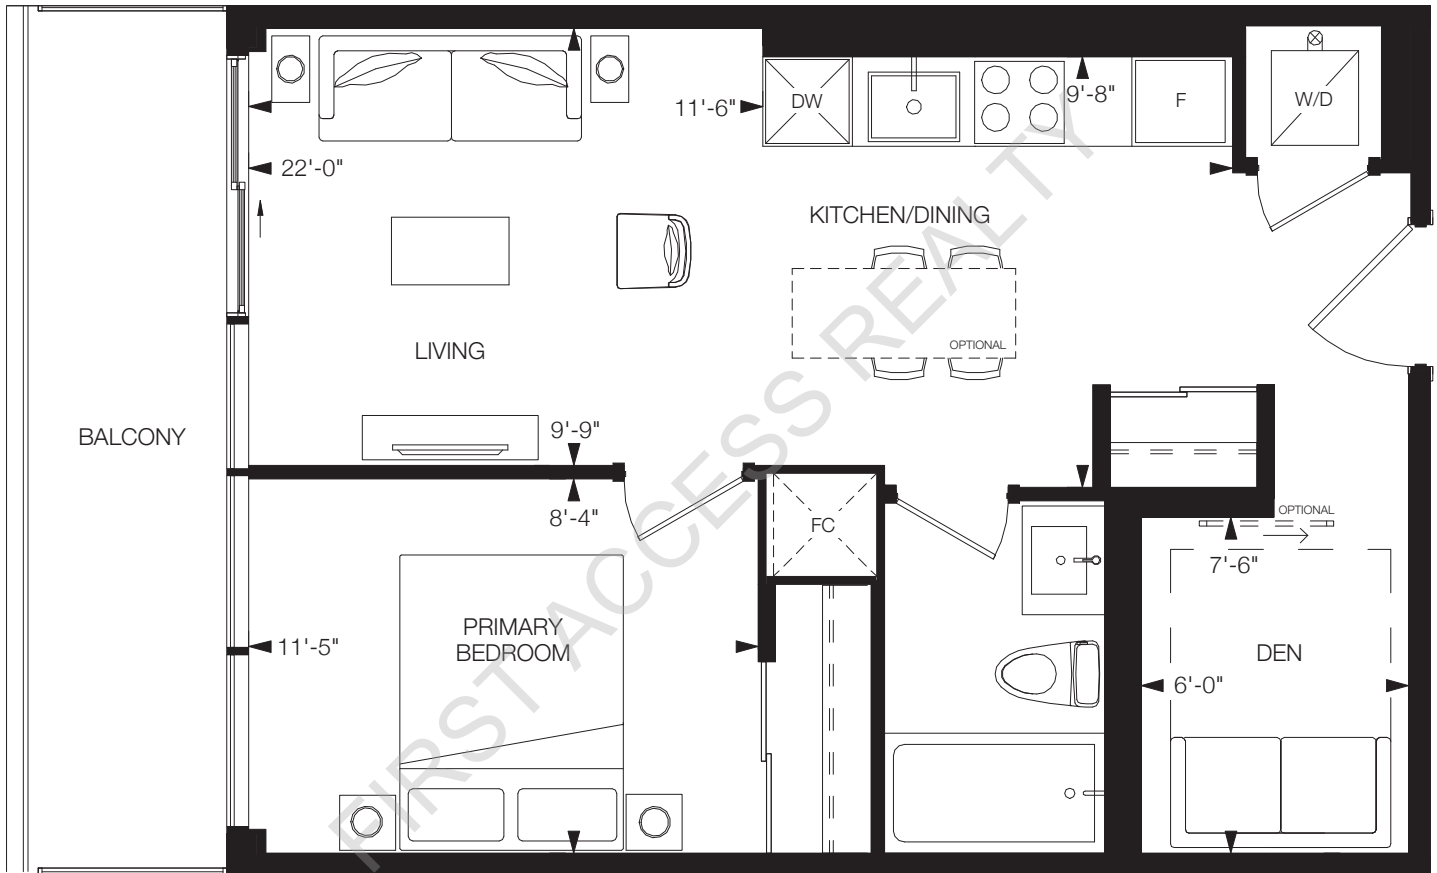 DW
F
W/D
11'-6"
9'-8"
22'-0"
KITCHEN/DINING
OPTIONAL
LIVING
BALCONY
9'-9"
8'-4"
FC
OPTIONAL
7'-6"
PRIMARY
BEDROOM
11'-5"
DEN
6'-0"
FIRST ACCESS REALTY